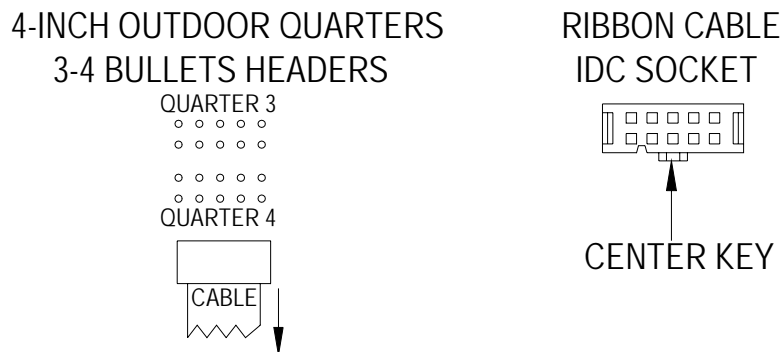 4-INCH OUTDOOR QUARTERS
3-4 BULLETS HEADERS
QUARTER 3
QUARTER 4
CABLE
RIBBON CABLE
IDC SOCKET
CENTER KEY